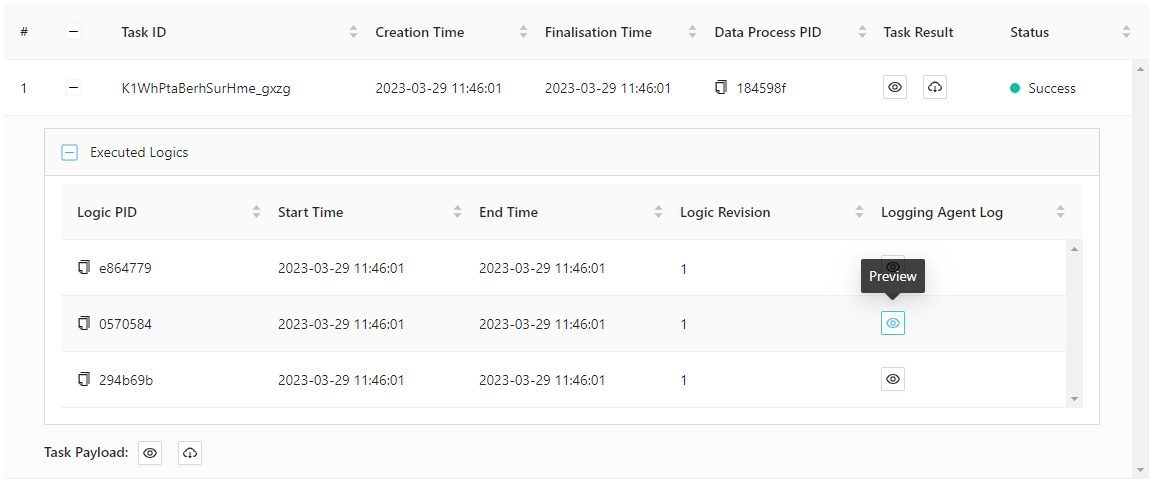 # Task ID Creation Time Finalisation Time Data Process PID Task Result Status
1 K1WhPtaBerhSurHme_gxzg 2023-03-29 11:46:01 2023-03-29 11:46:01 184598f Success
Executed Logics
Logic PID Start Time End Time Logic Revision Logging Agent Log
e864779 2023-03-29 11:46:01 2023-03-29 11:46:01 1
Preview
0570584 2023-03-29 11:46:01 2023-03-29 11:46:01 1
294b69b 2023-03-29 11:46:01 2023-03-29 11:46:01 1
Task Payload: